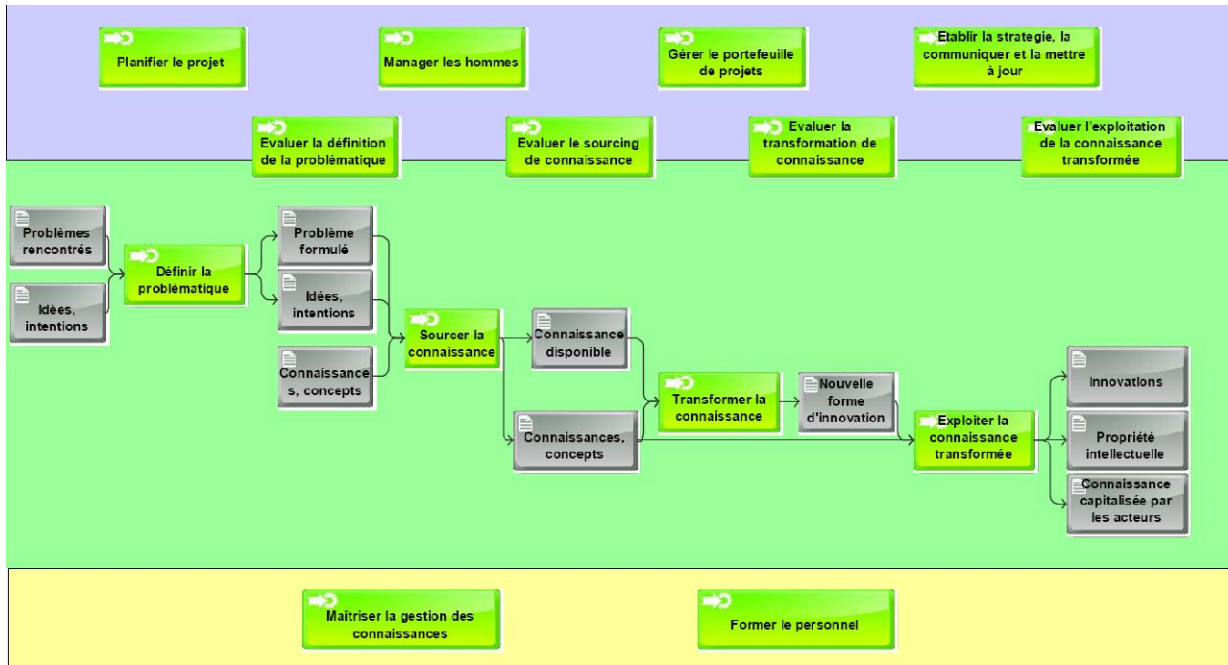 Planifier le projet
Manager les hommes
Gérer le portefeuille
de projets
Etablir la strategie, la
communiquer et la mettre
à jour
Evaluer la définition
de la problématique
Evaluer le sourcing
de connaissance
Evaluer la
transformation de
connaissance
Evaluer l'exploitation
de la connaissance
transformée
Problèmes
rencontrés
Idées,
intentions
Définir la
problématique
Problème
formulé
Idées,
intentions
Connaissance
s, concepts
Sourcer la
connaissance
Connaissance
disponible
Connaissances,
concepts
Transformer la
connaissance
Nouvelle
forme
d'innovation
Exploiter la
connaissance
transformée
Innovations
Propriété
intellectuelle
Connaissance
capitalisée par
les acteurs
Maîtriser la gestion des
connaissances
Former le personnel